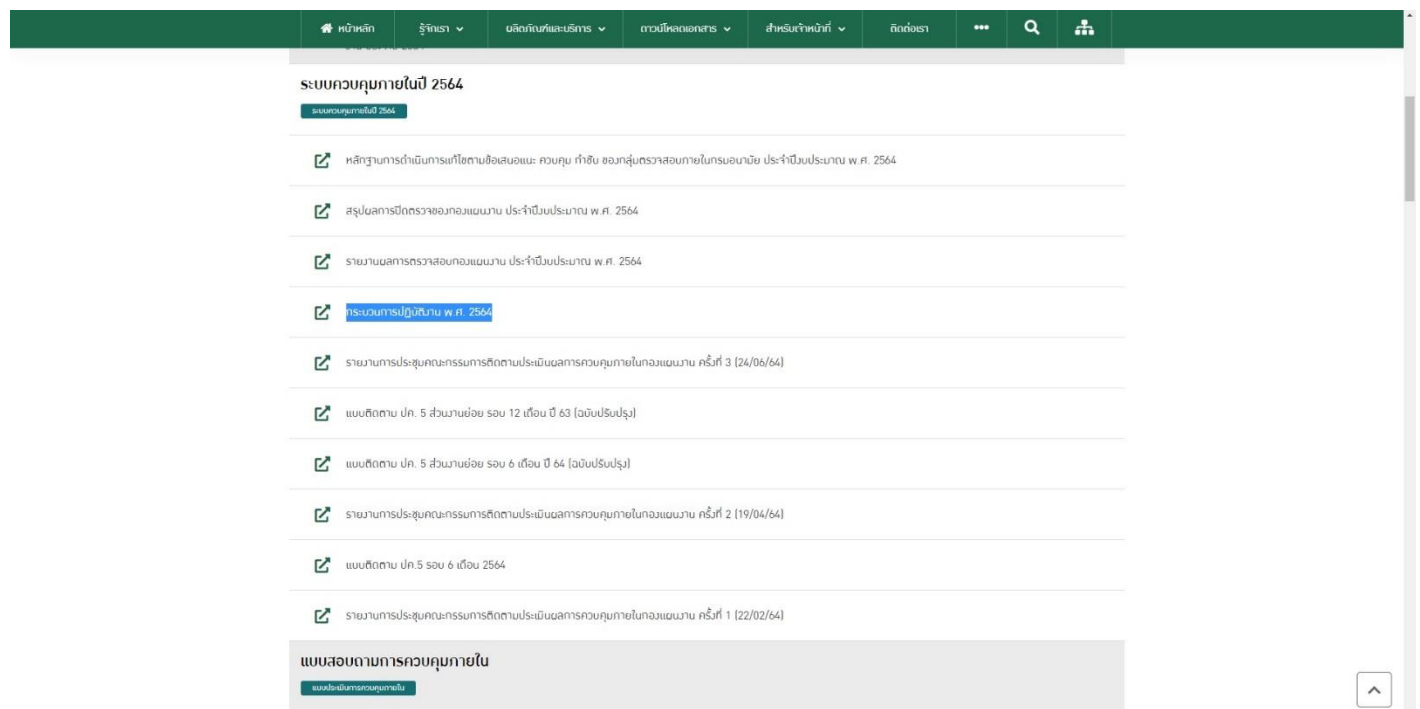 หน้าหลัก รู้จักเรา ผลิตภัณฑ์และบริการ ดาวน์โหลดเอกสาร สำหรับเจ้าหน้าที่ ติดต่อเรา
ระบบควบคุมภายในปี 2564
ระบบควบคุมภายในปี 2564
หลักฐานการดำเนินการแก้ไขตามข้อเสนอแนะ ควบคุม กำชับ ของกลุ่มตรวจสอบภายในกรมอนามัย ประจำปีงบประมาณ พ.ศ. 2564
สรุปผลการปิดตรวจของกองแผนงาน ประจำปีงบประมาณ พ.ศ. 2564
รายงานผลการตรวจสอบกองแผนงาน ประจำปีงบประมาณ พ.ศ. 2564
กระบวนการปฏิบัติงาน พ.ศ. 2564
รายงานการประชุมคณะกรรมการติดตามประเมินผลการควบคุมภายในกองแผนงาน ครั้งที่ 3 (24/06/64)
แบบติดตาม ปค. 5 ส่วนงานย่อย รอบ 12 เดือน ปี 63 (ฉบับปรับปรุง)
แบบติดตาม ปค. 5 ส่วนงานย่อย รอบ 6 เดือน ปี 64 (ฉบับปรับปรุง)
รายงานการประชุมคณะกรรมการติดตามประเมินผลการควบคุมภายในกองแผนงาน ครั้งที่ 2 (19/04/64)
แบบติดตาม ปค.5 รอบ 6 เดือน 2564
รายงานการประชุมคณะกรรมการติดตามประเมินผลการควบคุมภายในกองแผนงาน ครั้งที่ 1 (22/02/64)
แบบสอบถามการควบคุมภายใน
แบบประเมินการควบคุมภายใน